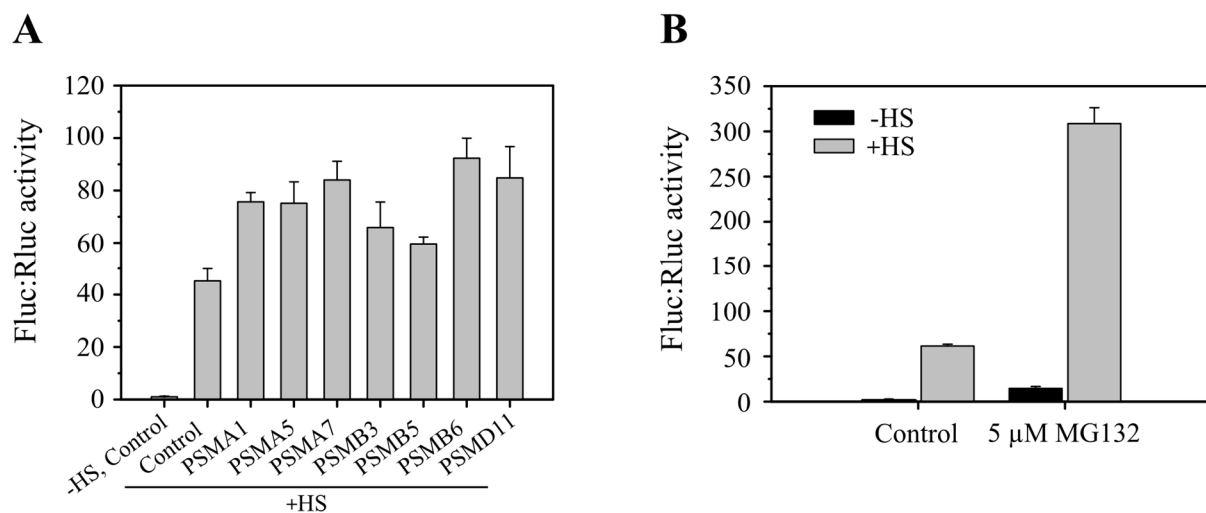 A
Fluc:Rluc activity
120
100
80
60
40
20
0
-HS, Control
Control
PSMA1
PSMA5
PSMA7
PSMB3
PSMB5
PSMB6
PSMD11
+HS
B
Fluc:Rluc activity
350
300
250
200
150
100
50
0
-HS
+HS
Control
5 µM MG132